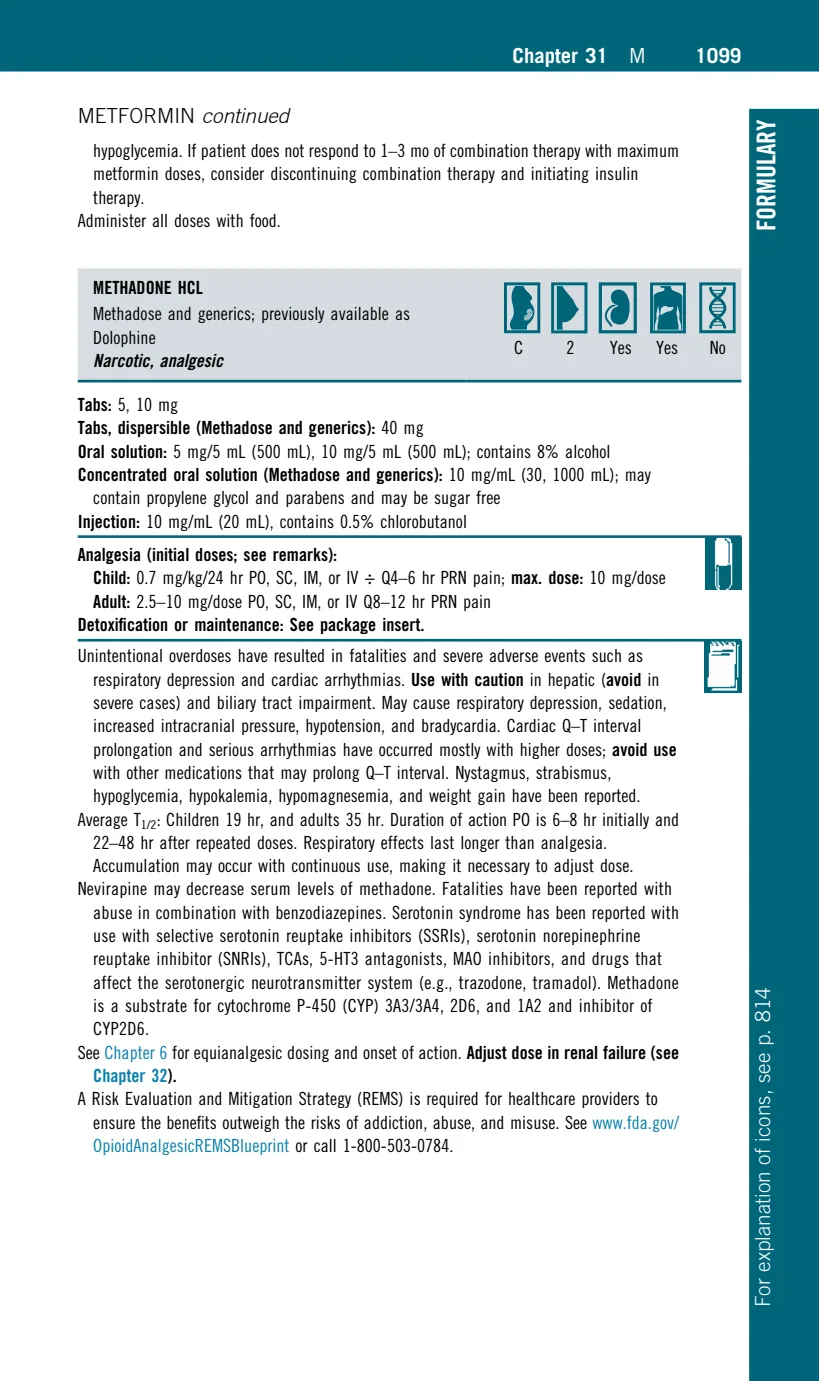 Chapter 31 M 1099
METFORMIN continued
hypoglycemia. If patient does not respond to 1–3 mo of combination therapy with maximum
metformin doses, consider discontinuing combination therapy and initiating insulin
therapy.
Administer all doses with food.
METHADONE HCL
Methadose and generics; previously available as
Dolophine
Narcotic, analgesic
C 2 Yes Yes No
Tabs: 5, 10 mg
Tabs, dispersible (Methadose and generics): 40 mg
Oral solution: 5 mg/5 mL (500 mL), 10 mg/5 mL (500 mL); contains 8% alcohol
Concentrated oral solution (Methadose and generics): 10 mg/mL (30, 1000 mL); may
contain propylene glycol and parabens and may be sugar free
Injection: 10 mg/mL (20 mL), contains 0.5% chlorobutanol
Analgesia (initial doses; see remarks):
Child: 0.7 mg/kg/24 hr PO, SC, IM, or IV ÷ Q4–6 hr PRN pain; max. dose: 10 mg/dose
Adult: 2.5–10 mg/dose PO, SC, IM, or IV Q8–12 hr PRN pain
Detoxification or maintenance: See package insert.
Unintentional overdoses have resulted in fatalities and severe adverse events such as
respiratory depression and cardiac arrhythmias. Use with caution in hepatic (avoid in
severe cases) and biliary tract impairment. May cause respiratory depression, sedation,
increased intracranial pressure, hypotension, and bradycardia. Cardiac Q–T interval
prolongation and serious arrhythmias have occurred mostly with higher doses; avoid use
with other medications that may prolong Q–T interval. Nystagmus, strabismus,
hypoglycemia, hypokalemia, hypomagnesemia, and weight gain have been reported.
Average T1/2: Children 19 hr, and adults 35 hr. Duration of action PO is 6–8 hr initially and
22–48 hr after repeated doses. Respiratory effects last longer than analgesia.
Accumulation may occur with continuous use, making it necessary to adjust dose.
Nevirapine may decrease serum levels of methadone. Fatalities have been reported with
abuse in combination with benzodiazepines. Serotonin syndrome has been reported with
use with selective serotonin reuptake inhibitors (SSRIs), serotonin norepinephrine
reuptake inhibitor (SNRIs), TCAs, 5-HT3 antagonists, MAO inhibitors, and drugs that
affect the serotonergic neurotransmitter system (e.g., trazodone, tramadol). Methadone
is a substrate for cytochrome P-450 (CYP) 3A3/3A4, 2D6, and 1A2 and inhibitor of
CYP2D6.
See Chapter 6 for equianalgesic dosing and onset of action. Adjust dose in renal failure (see
Chapter 32).
A Risk Evaluation and Mitigation Strategy (REMS) is required for healthcare providers to
ensure the benefits outweigh the risks of addiction, abuse, and misuse. See www.fda.gov/
OpioidAnalgesicREMSBlueprint or call 1-800-503-0784.
FORMULARY
For explanation of icons, see p. 814